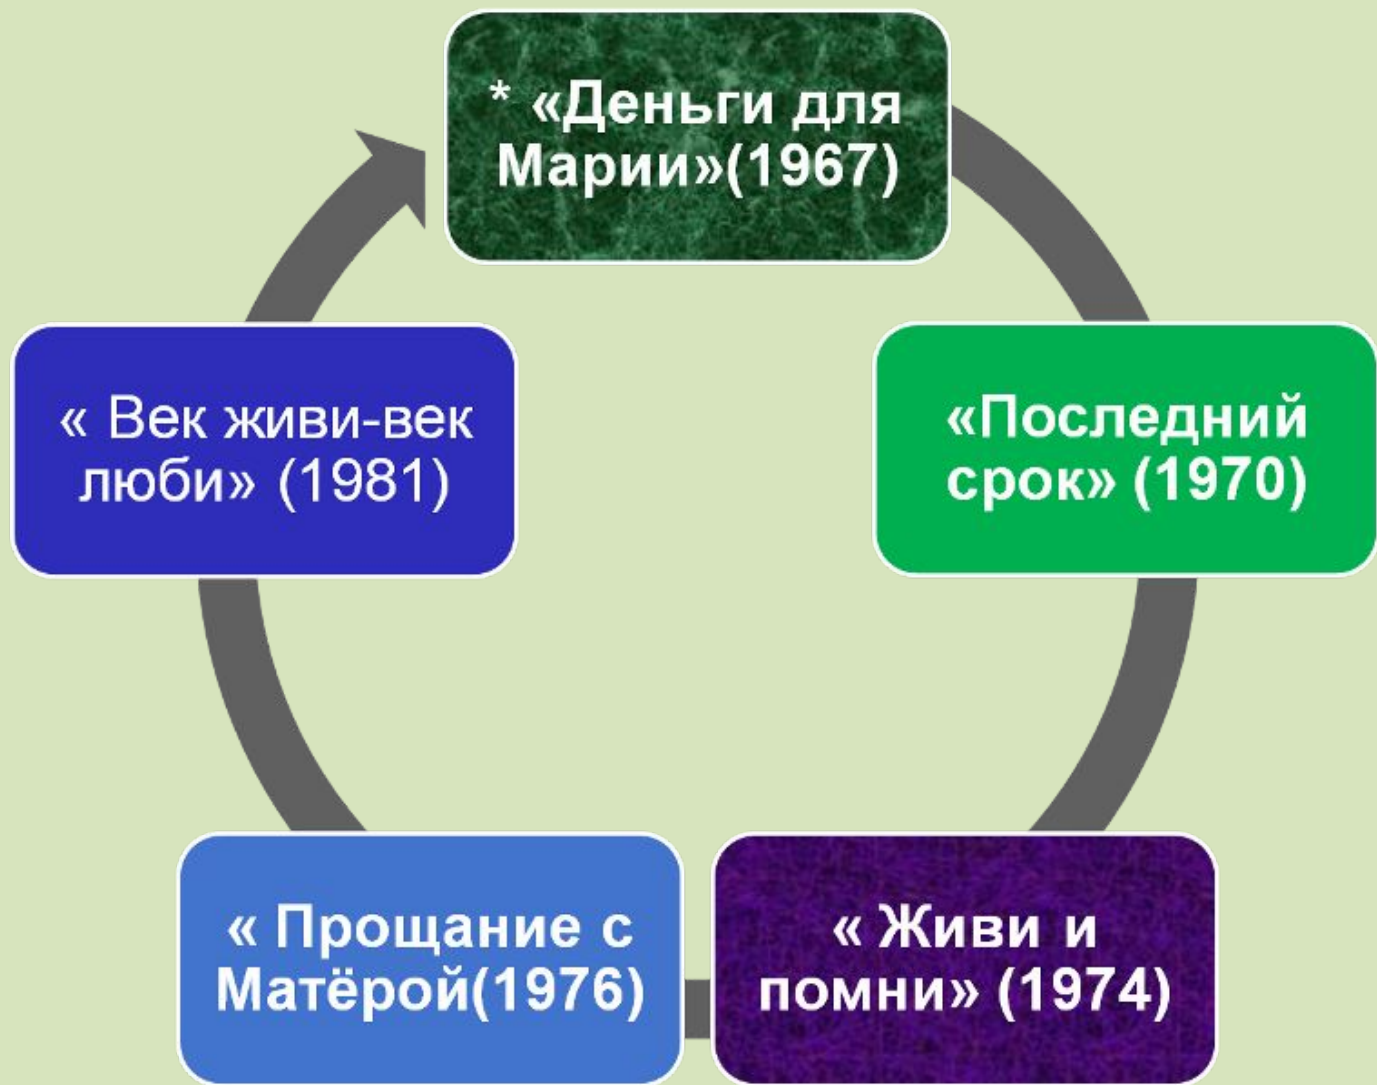 * «Деньги для
Марии»(1967)
«Последний
срок» (1970)
« Живи и
помни» (1974)
« Прощание с
Матёрой(1976)
« Век живи-век
люби» (1981)